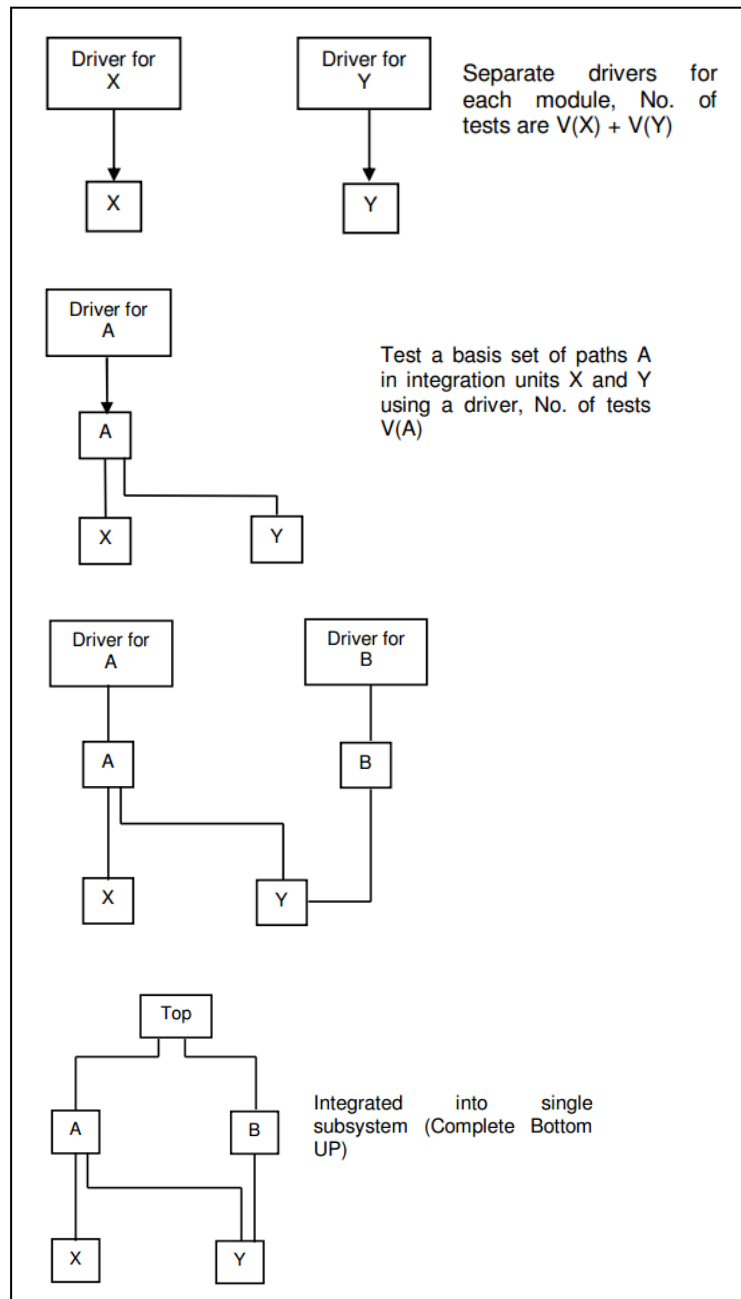 Driver for
X
Driver for
Y
Separate drivers for
each module, No. of
tests are V(X) + V(Y)
X
Y
Driver for
A
Test a basis set of paths A
in integration units X and Y
using a driver, No. of tests
V(A)
A
X
Y
Driver for
A
Driver for
B
A
B
X
Y
Top
Integrated into single
subsystem (Complete Bottom
UP)
A
B
X
Y